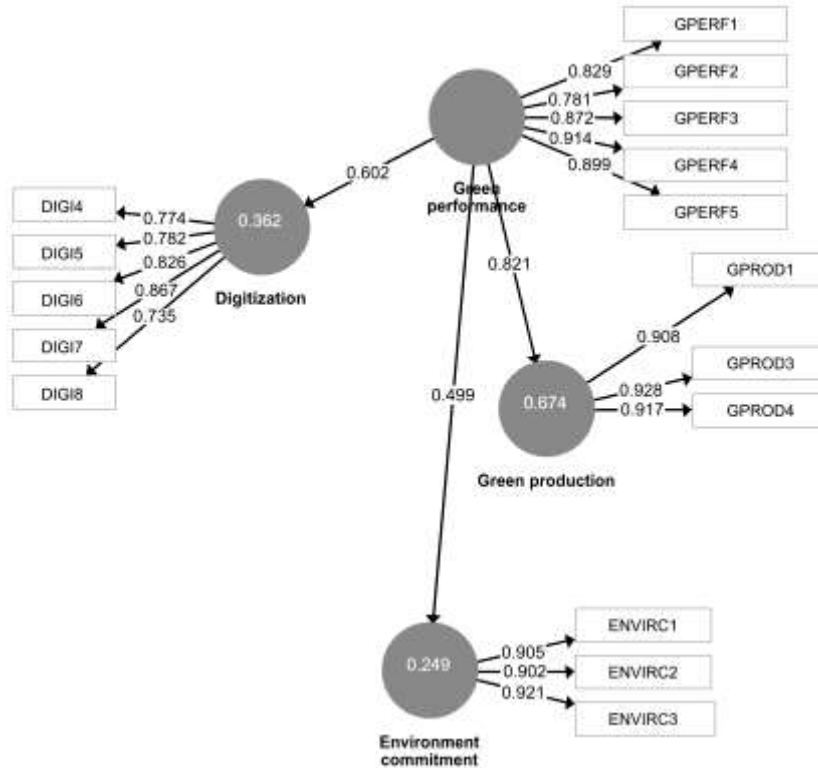 GPERF1
0.829
GPERF2
0.781
0.872
GPERF3
0.914
GPERF4
0.899
GPERF5
Green
performance
0.602
DIGI4
0.774
0.362
DIGI5
0.782
DIGI6
0.826
0.867
DIGI7
0.735
DIGI8
Digitization
0.821
GPROD1
0.908
GPROD3
0.928
0.674
0.917
GPROD4
0.499
Green production
ENVIRC1
0.905
0.249
0.902
ENVIRC2
0.921
ENVIRC3
Environment
commitment